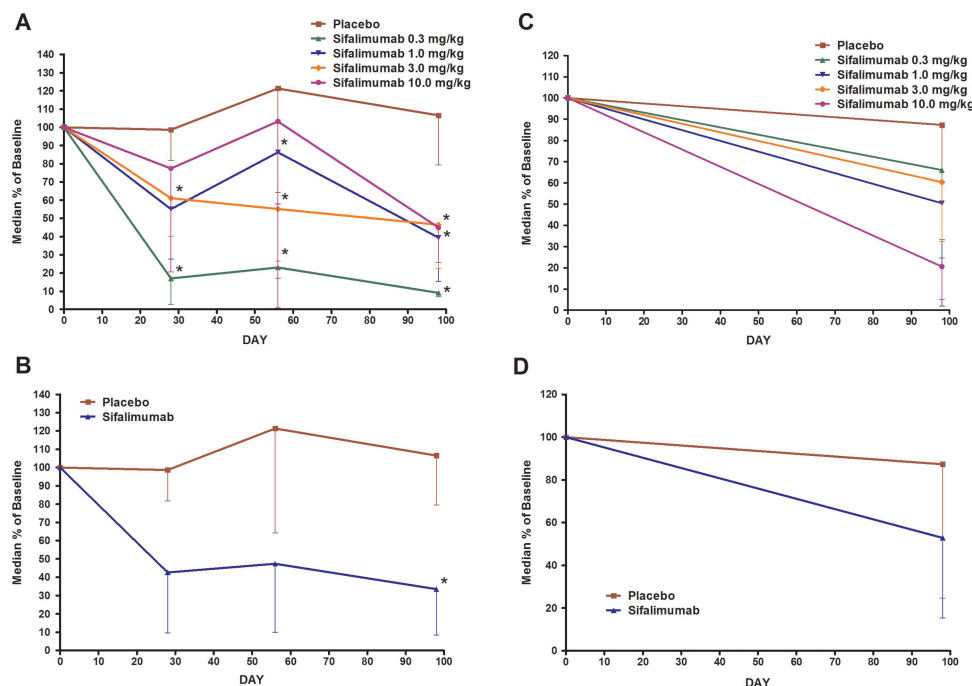 A
Placebo
Sifalimumab 0.3 mg/kg
Sifalimumab 1.0 mg/kg
Sifalimumab 3.0 mg/kg
Sifalimumab 10.0 mg/kg
Median % of Baseline
140
130
120
110
100
90
80
70
60
50
40
30
20
10
0
* * * * * * * *
0 10 20 30 40 50 60 70 80 90 100
DAY
C
Placebo
Sifalimumab 0.3 mg/kg
Sifalimumab 1.0 mg/kg
Sifalimumab 3.0 mg/kg
Sifalimumab 10.0 mg/kg
Median % of Baseline
120
110
100
90
80
70
60
50
40
30
20
10
0
0 10 20 30 40 50 60 70 80 90 100
DAY
B
Placebo
Sifalimumab
Median % of Baseline
140
130
120
110
100
90
80
70
60
50
40
30
20
10
0
*
0 10 20 30 40 50 60 70 80 90 100
DAY
D
Median % of Baseline
120
100
80
60
40
20
0
Placebo
Sifalimumab
0 10 20 30 40 50 60 70 80 90 100
DAY